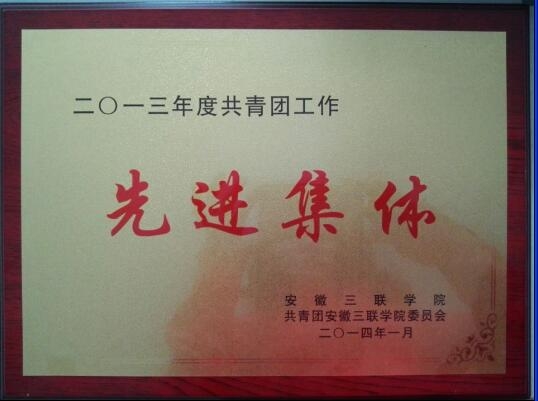 二〇一三年度共青团工作
先进集体
安徽三联学院
共青团安徽三联学院委员会
二〇一四年一月